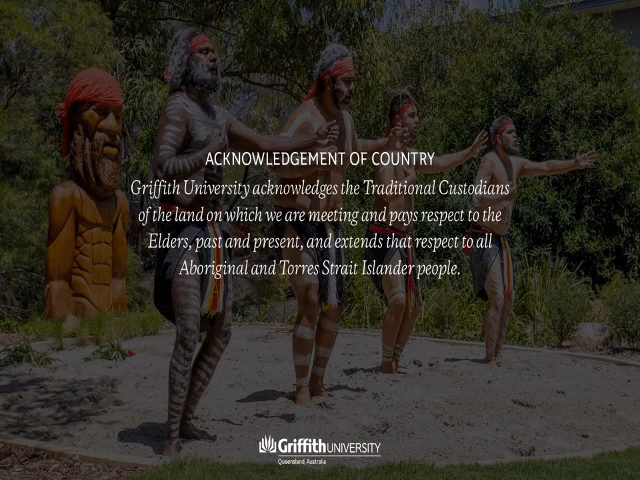 ACKNOWLEDGEMENT OF COUNTRY
Griffith University acknowledges the Traditional Custodians
of the land on which we are meeting and pays respect to the
Elders, past and present, and extends that respect to all
Aboriginal and Torres Strait Islander people.
Griffith UNIVERSITY
Queensland, Australia